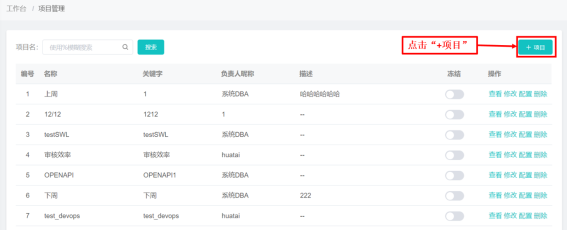 工作台 / 项目管理
项目名: 使用%模糊搜索 搜索 点击“+项目” + 项目
编号 名称 关键字 负责人昵称 描述 冻结 操作
1 上周 1 系统DBA 哈哈哈哈哈哈 查看 修改 配置 删除
2 12/12 1212 1 -- 查看 修改 配置 删除
3 testSWL testSWL 系统DBA -- 查看 修改 配置 删除
4 审核效率 审核效率 huatai -- 查看 修改 配置 删除
5 OPENAPI OPENAPI1 系统DBA -- 查看 修改 配置 删除
6 下周 下周 系统DBA 222 查看 修改 配置 删除
7 test_devops test_devops huatai -- 查看 修改 配置 删除